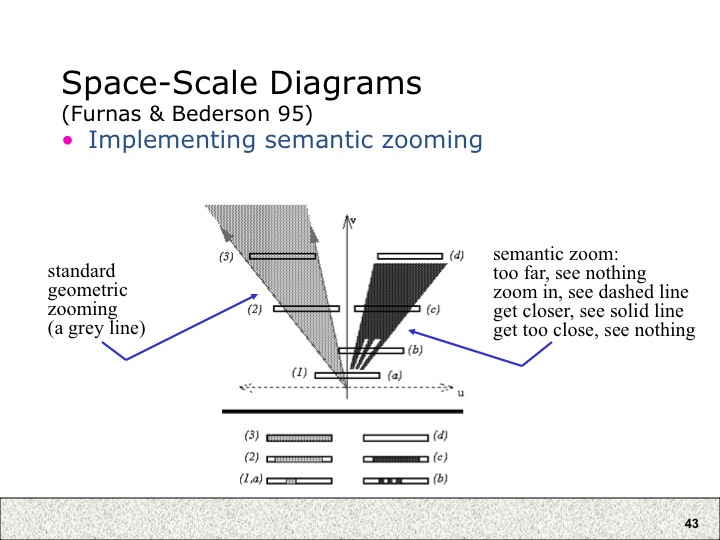 Space-Scale Diagrams
(Furnas & Bederson 95)
• Implementing semantic zooming
standard
geometric
zooming
(a grey line)
semantic zoom:
too far, see nothing
zoom in, see dashed line
get closer, see solid line
get too close, see nothing
v
(3)
(d)
(2)
(c)
(b)
(1)
(a)
u
(3)
(d)
(2)
(c)
(1,a)
(b)
43